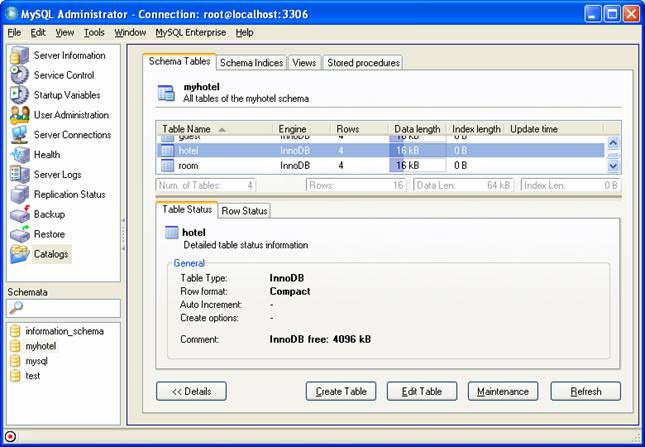 MySQL Administrator - Connection: root@localhost:3306
File Edit View Tools Window MySQL Enterprise Help
Server Information
Service Control
Startup Variables
User Administration
Server Connections
Health
Server Logs
Replication Status
Backup
Restore
Catalogs
Schemata
information_schema
myhotel
mysql
test
Schema Tables Schema Indices Views Stored procedures
myhotel
All tables of the myhotel schema
Table Name Engine Rows Data length Index length Update time
guest InnoDB 4 16 kB 0 B
hotel InnoDB 4 16 kB 0 B
room InnoDB 4 16 kB 0 B
Num. of Tables: 4 Rows: 16 Data Len: 64 kB Index Len: 0 B
Table Status Row Status
hotel
Detailed table status information
General
Table Type: InnoDB
Row format: Compact
Auto Increment: -
Create options: -
Comment: InnoDB free: 4096 kB
<< Details Create Table Edit Table Maintenance Refresh